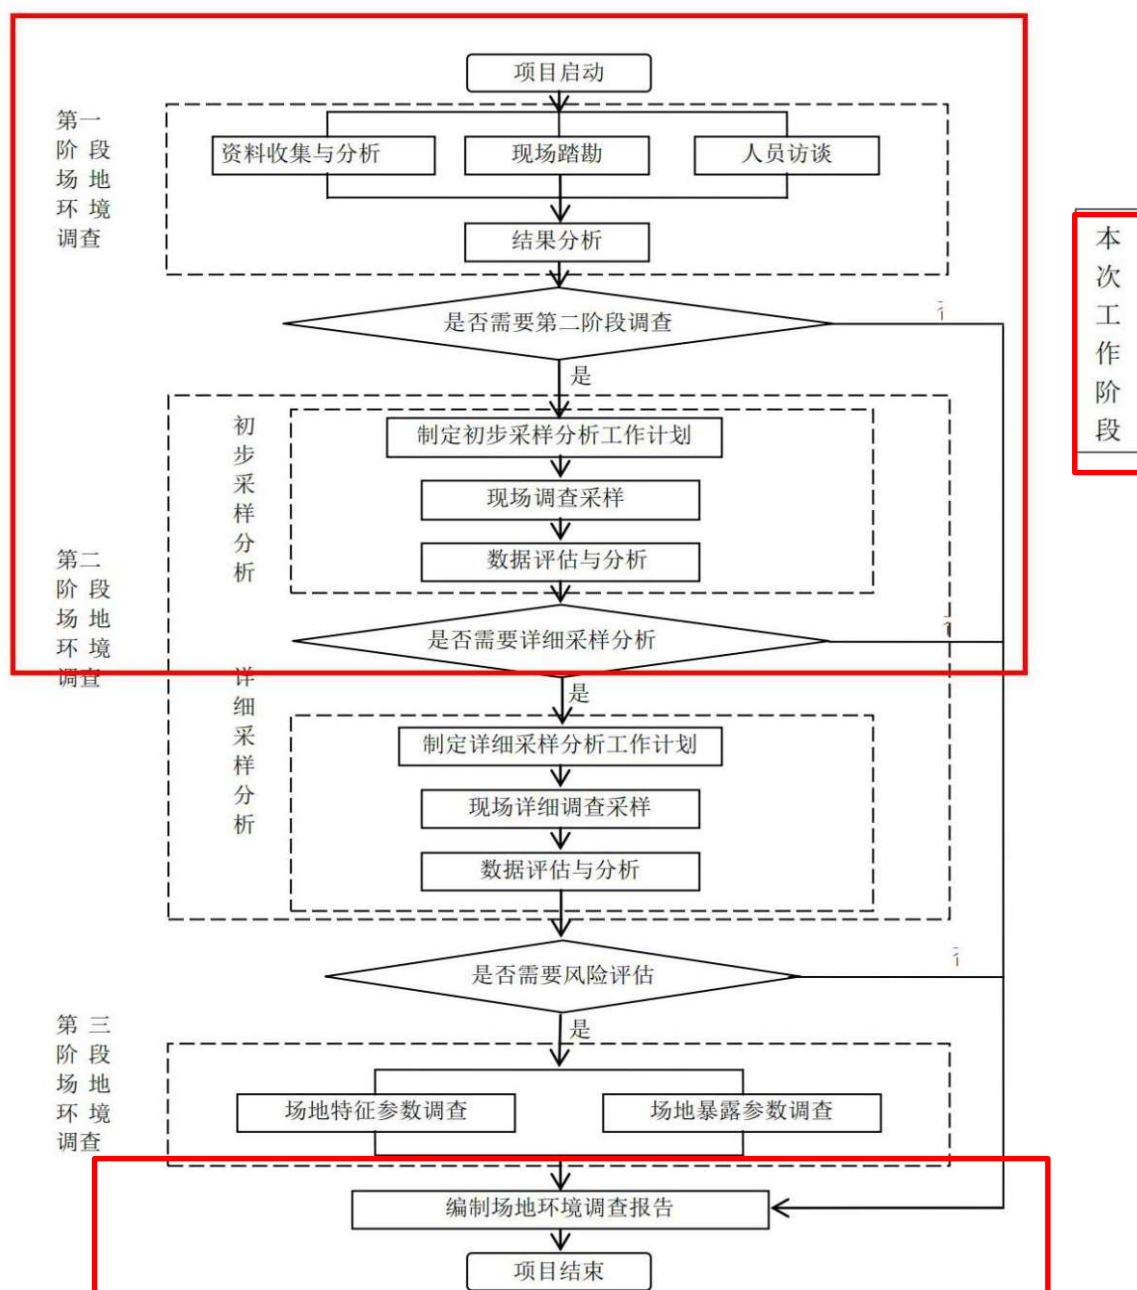 项目启动
第一
阶 段
场 地
环 境
调查
资料收集与分析
现场踏勘
人员访谈
结果分析
是否需要第二阶段调查
是
本
次
工
作
阶
段
第二
阶 段
场 地
环 境
调查
初
步
采
样
分
析
制定初步采样分析工作计划
现场调查采样
数据评估与分析
是否需要详细采样分析
是
详
细
采
样
分
析
制定详细采样分析工作计划
现场详细调查采样
数据评估与分析
是否需要风险评估
是
第 三
阶 段
场 地
环 境
调查
场地特征参数调查
场地暴露参数调查
编制场地环境调查报告
项目结束